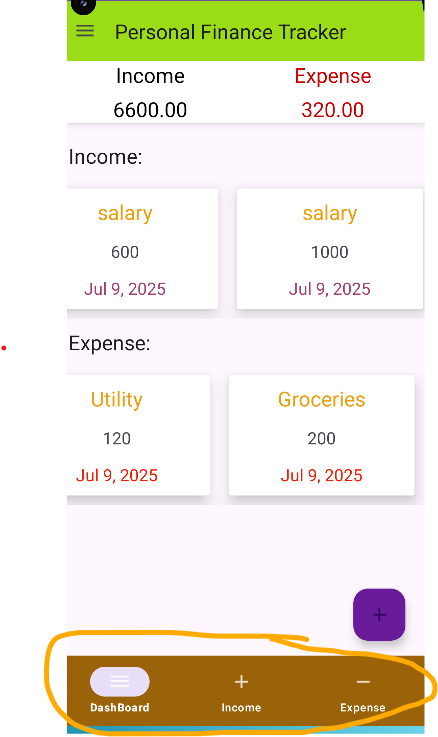 Personal Finance Tracker
Income Expense
6600.00 320.00
Income:
salary salary
600 1000
Jul 9, 2025 Jul 9, 2025
Expense:
Utility Groceries
120 200
Jul 9, 2025 Jul 9, 2025
+
+ −
DashBoard Income Expense